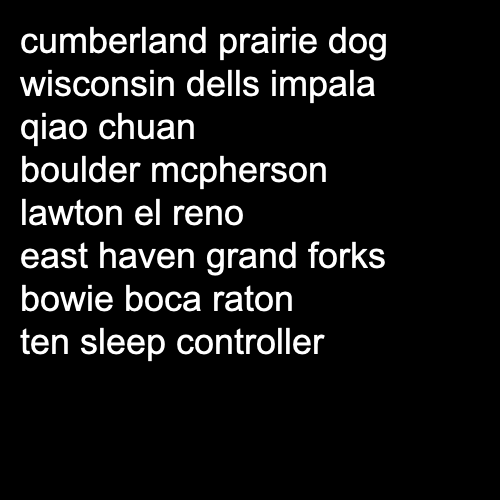 cumberland prairie dog
wisconsin dells impala
qiao chuan
boulder mcpherson
lawton el reno
east haven grand forks
bowie boca raton
ten sleep controller